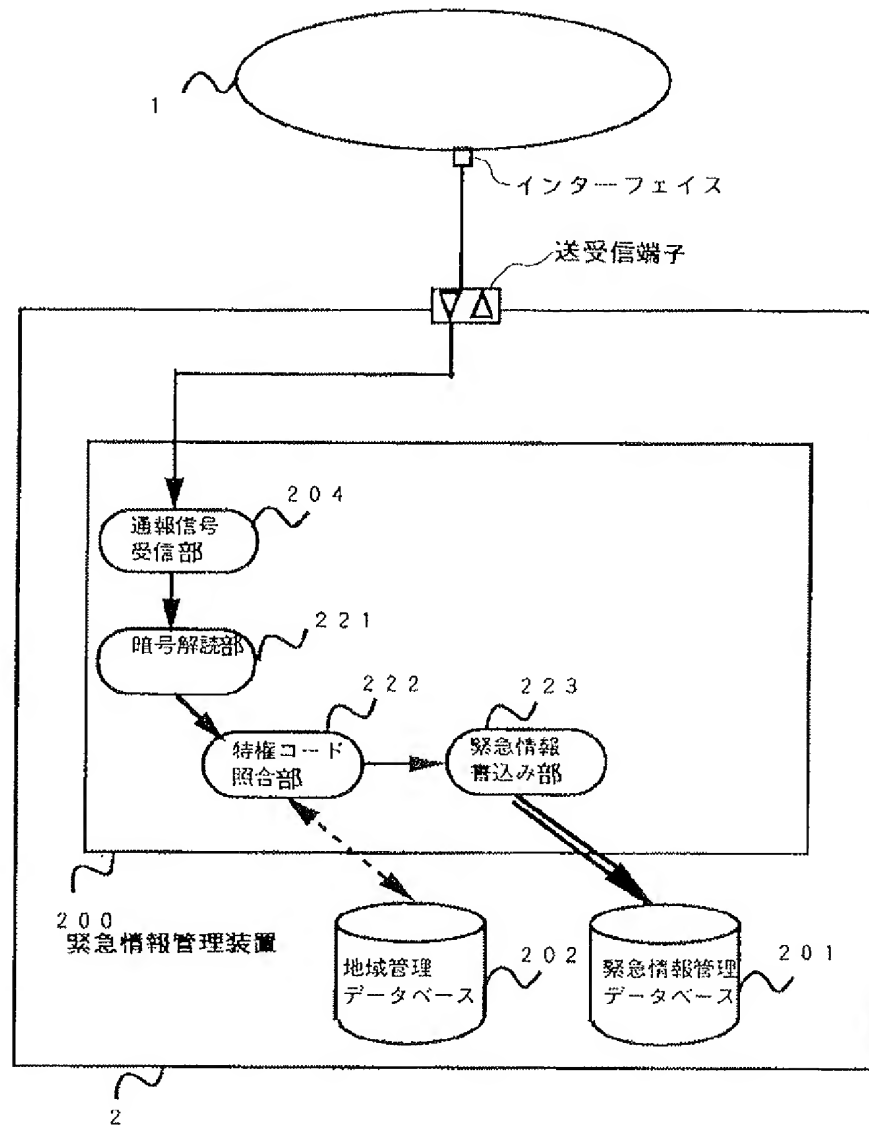 1
インターフェイス
送受信端子
204
通報信号
受信部
221
暗号解読部
222
223
特権コード
照合部
緊急情報
書込み部
200
緊急情報管理装置
地域管理
データベース
202
緊急情報管理
データベース
201
2